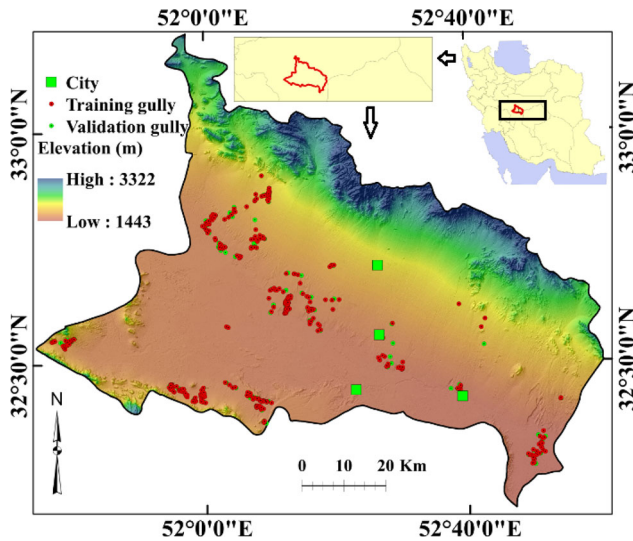 52°0'0"E
52°40'0"E
City
Training gully
Validation gully
Elevation (m)
High : 3322
Low : 1443
33°0'0"N
33°0'0"N
32°30'0"N
32°30'0"N
N
0 10 20 Km
52°0'0"E
52°40'0"E